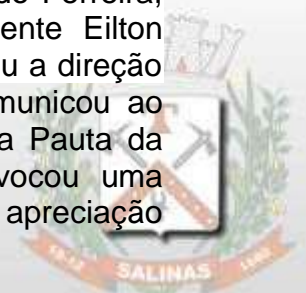 Ferreira,
ente Eilton
u a direção
municou ao
a Pauta da
vocou uma
apreciação
SALINAS